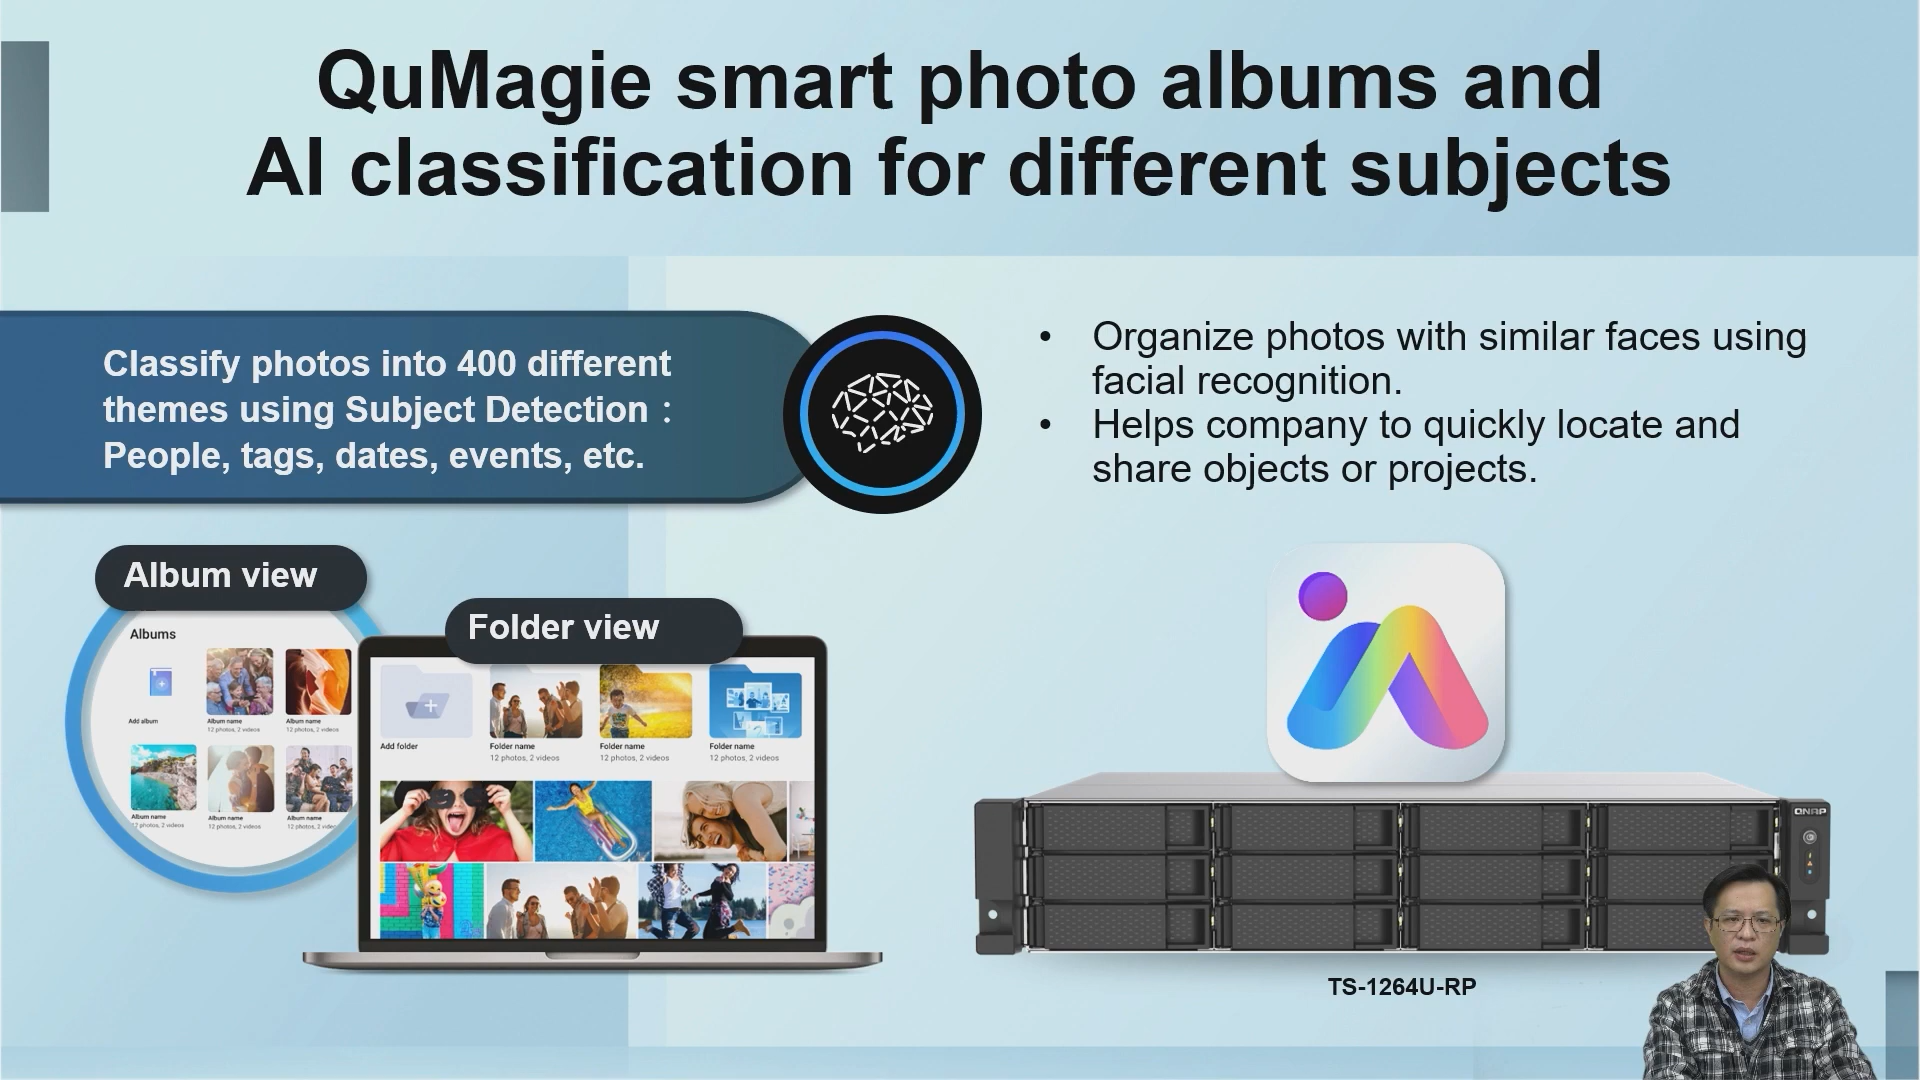 QuMagie smart photo albums and
AI classification for different subjects
Classify photos into 400 different
themes using Subject Detection：
People, tags, dates, events, etc.
• Organize photos with similar faces using
facial recognition.
• Helps company to quickly locate and
share objects or projects.
Album view
Albums
Add album
Album name
12 photos, 2 videos
Album name
12 photos, 2 videos
Album name
12 photos, 2 videos
Album name
12 photos, 2 videos
Album name
12 photos, 2
Folder view
Add folder
Folder name
12 photos, 2 videos
Folder name
12 photos, 2 videos
Folder name
12 photos, 2 videos
QNAP
TS-1264U-RP